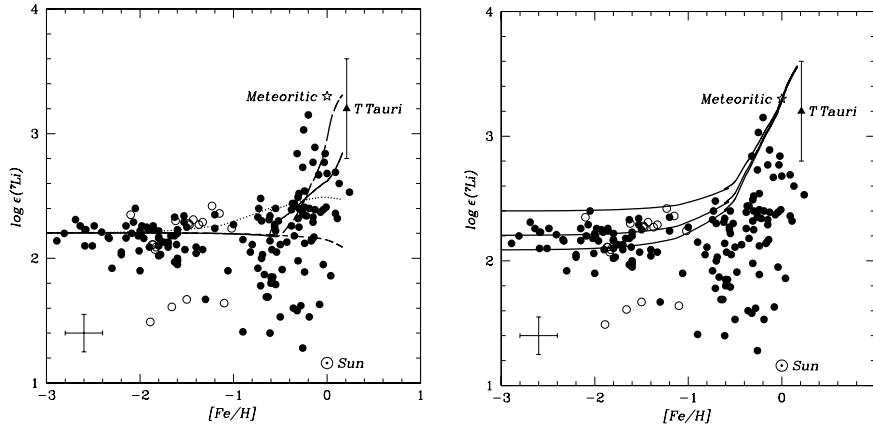 4
3
2
1
log ε(⁷Li)
Meteoritic
T Tauri
Sun
−3
−2
−1
0
1
[Fe/H]
4
3
2
1
log ε(⁷Li)
Meteoritic
T Tauri
Sun
−3
−2
−1
0
1
[Fe/H]